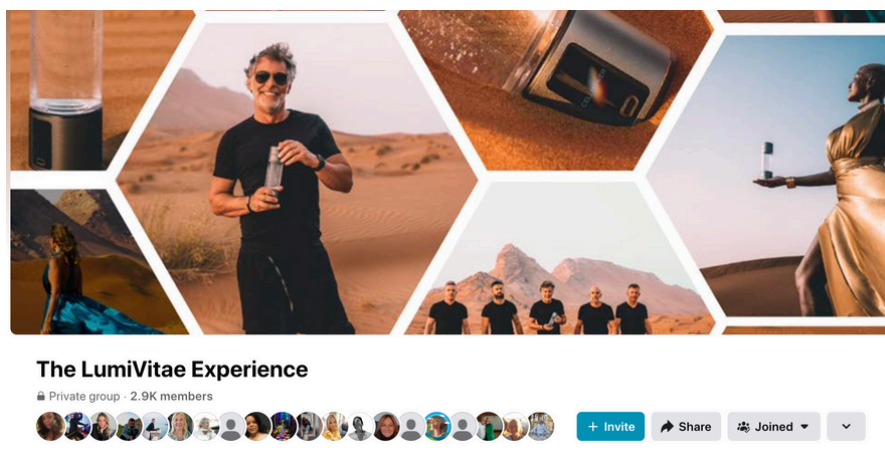 The LumiVitae Experience
Private group · 2.9K members
+ Invite
Share
Joined